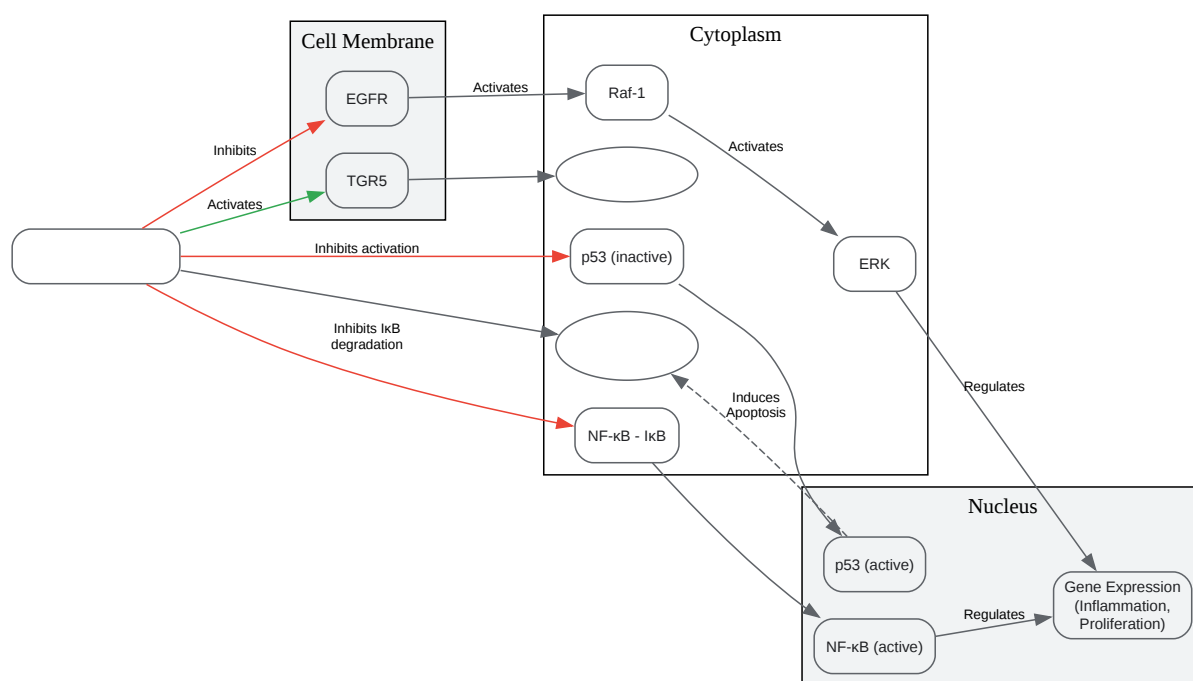 Cell Membrane
EGFR
TGR5
Cytoplasm
Raf-1
p53 (inactive)
NF-κB - IκB
ERK
Nucleus
p53 (active)
NF-κB (active)
Gene Expression
(Inflammation,
Proliferation)
Inhibits
Activates
Activates
Activates
Inhibits activation
Inhibits IκB
degradation
Induces
Apoptosis
Regulates
Regulates